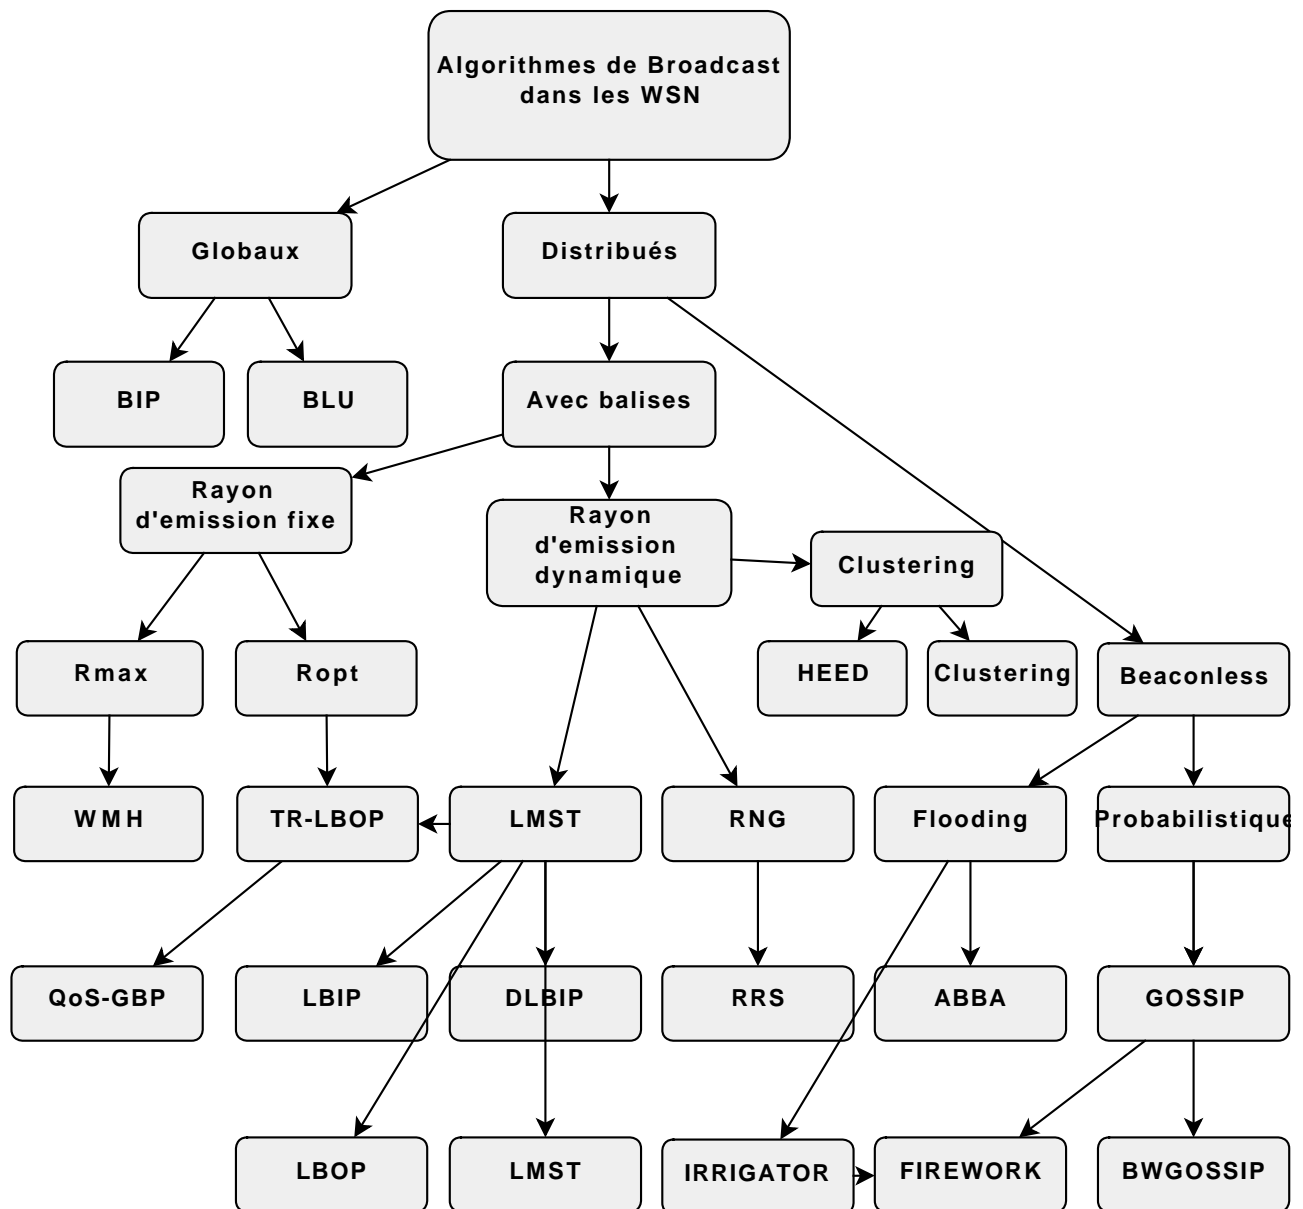 Algorithmes de Broadcast
dans les WSN
Globaux
Distribués
BIP
BLU
Avec balises
Rayon
d'emission fixe
Rayon
d'emission
dynamique
Clustering
Rmax
Ropt
HEED
Clustering
Beaconless
WMH
TR-LBOP
LMST
RNG
Flooding
Probabilistique
QoS-GBP
LBIP
DLBIP
RRS
ABBA
GOSSIP
LBOP
LMST
IRRIGATOR
FIREWORK
BWGOSSIP